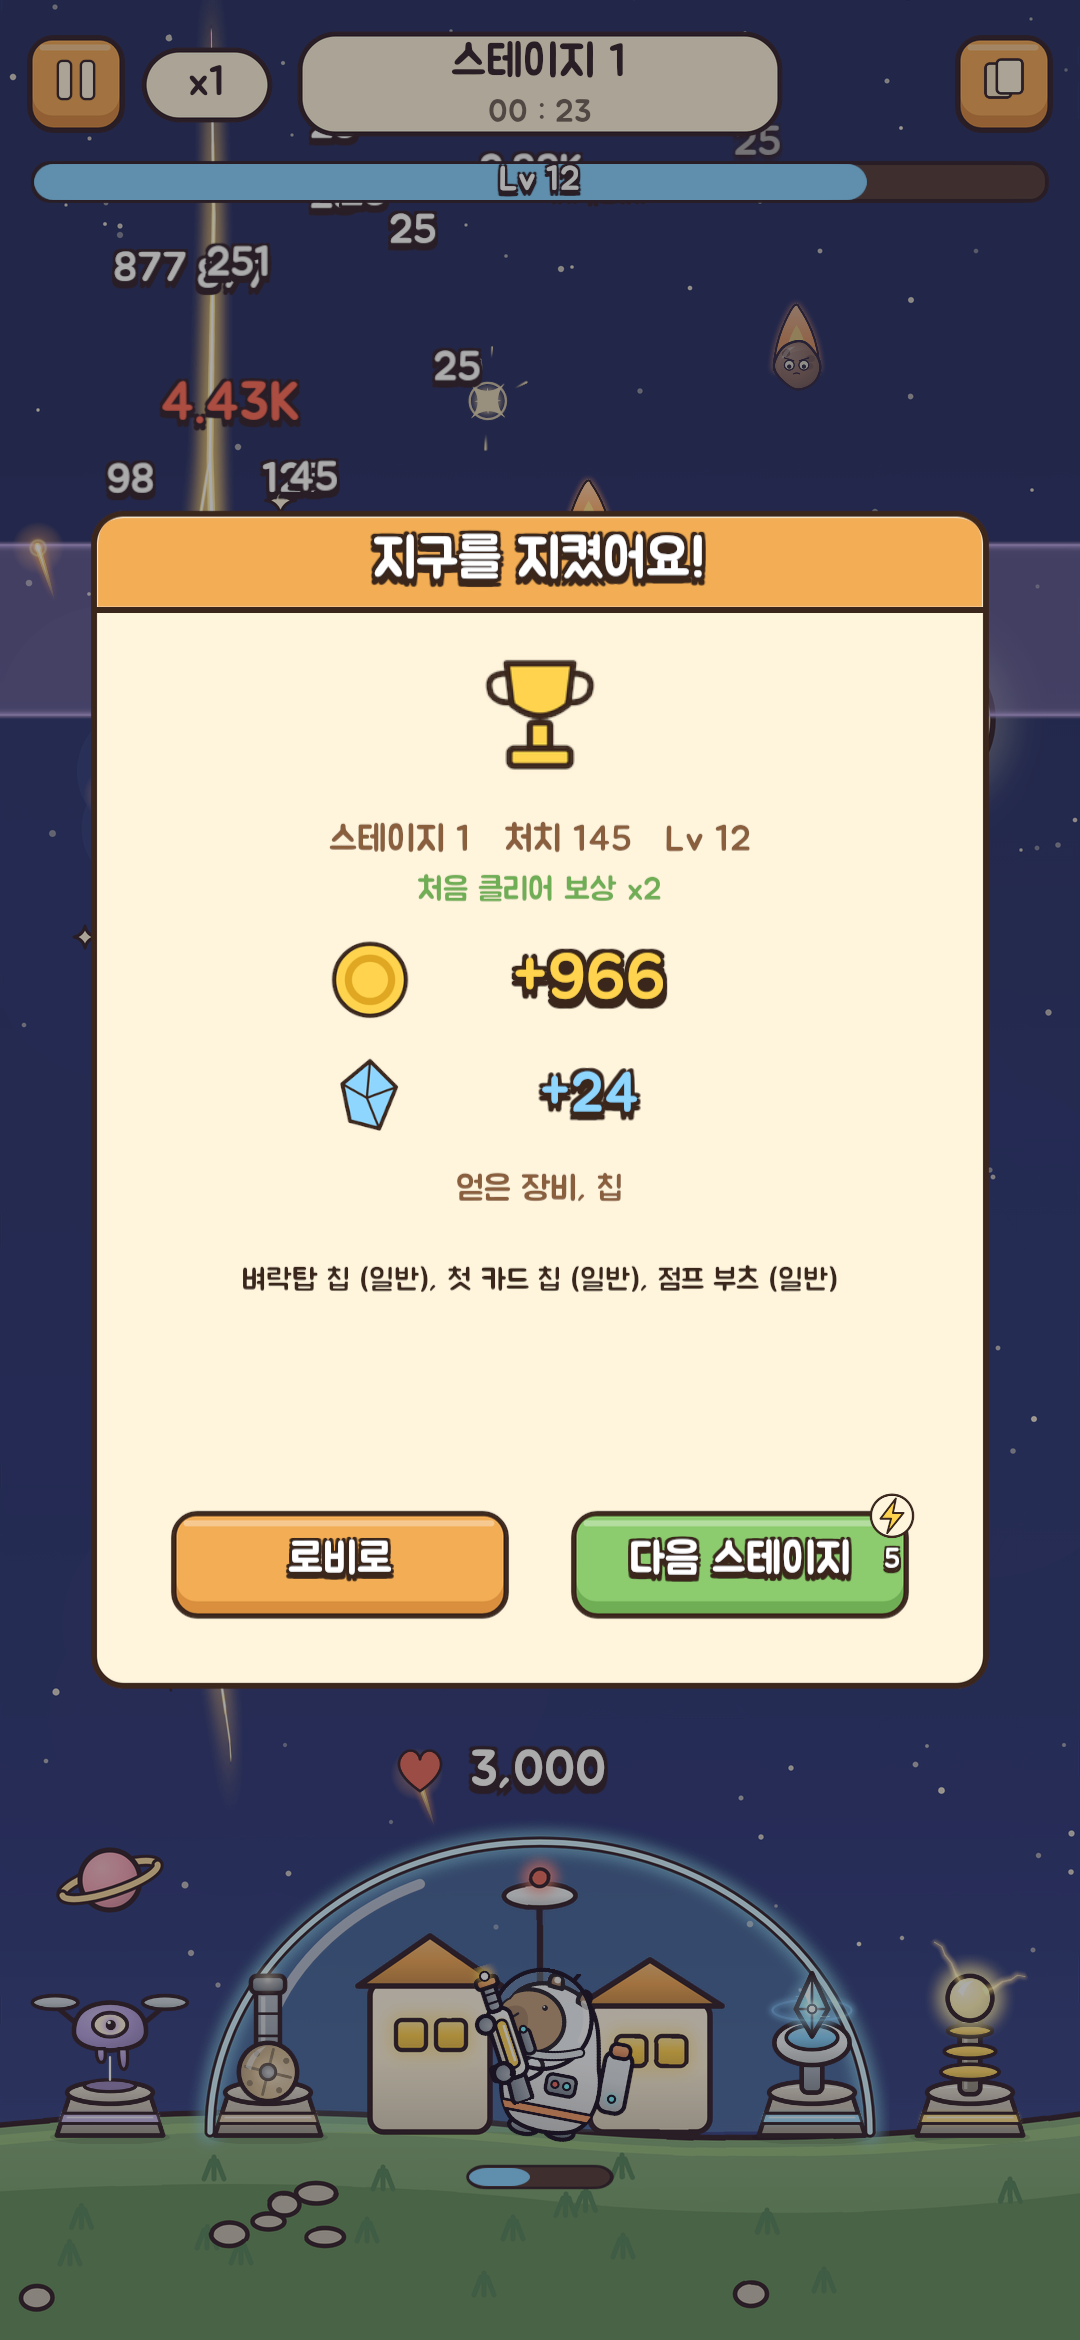 x1
스테이지 1
00 : 23
25
Lv 12
25
877
251
25
4.43K
98
45
지구를 지켰어요!
스테이지 1 처치 145 Lv 12
처음 클리어 보상 x2
+966
+24
얻은 장비, 칩
벼락탑 칩 (일반), 첫 카드 칩 (일반), 점프 부츠 (일반)
로비로
다음 스테이지
5
3,000